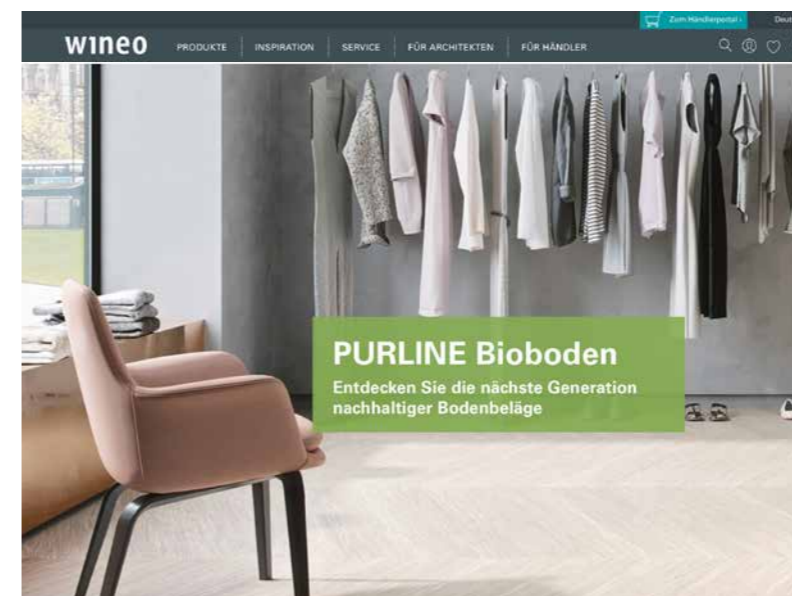 Zum Händlerportal ›
wineo
PRODUKTE
INSPIRATION
SERVICE
FÜR ARCHITEKTEN
FÜR HÄNDLER
PURLINE Bioboden
Entdecken Sie die nächste Generation
nachhaltiger Bodenbeläge